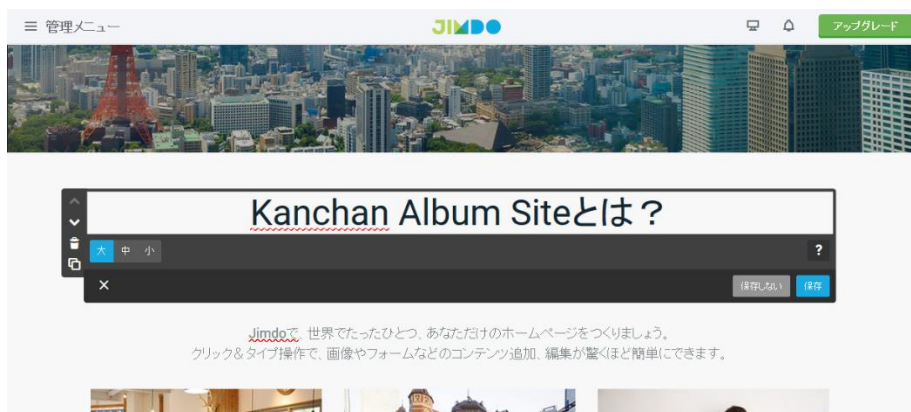 管理メニュー
JIMDO
アップグレード
Kanchan Album Siteとは？
大 中 小
?
保存しない 保存
Jimdoで、世界でたったひとつ、あなただけのホームページをつくりましょう。
クリック&タイプ操作で、画像やフォームなどのコンテンツ追加、編集が驚くほど簡単にできます。